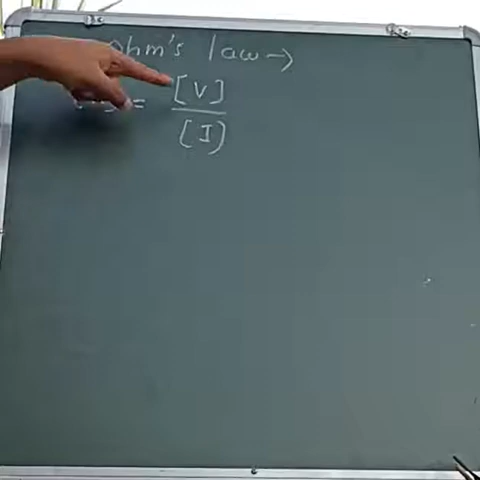 Ohm's law →
= [V]
[I]